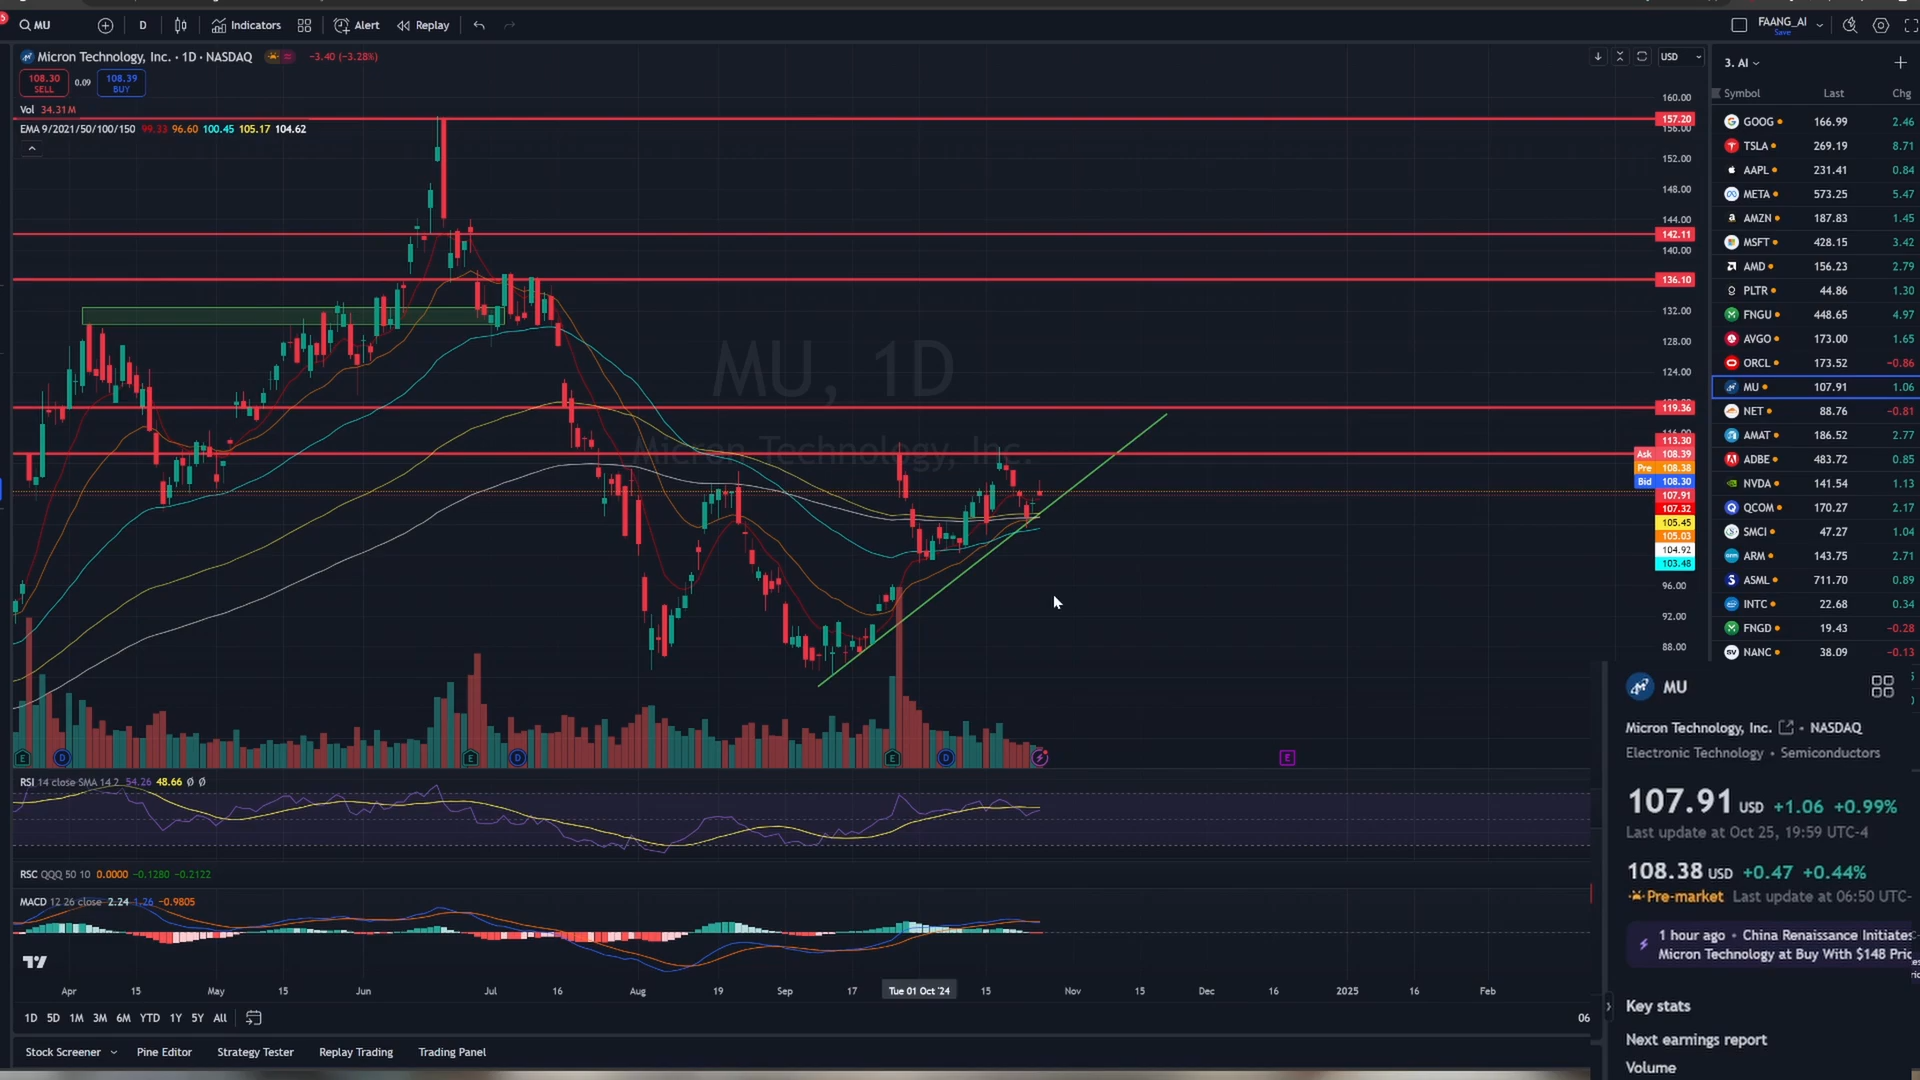 MU
D
Indicators
Alert
Replay
FAANG_AI
Save
Micron Technology, Inc. · 1D · NASDAQ
−3.40 (−3.28%)
USD
108.30
SELL
0.09
108.39
BUY
Vol 34.31M
EMA 9/2021/50/100/150 99.33 96.60 100.45 105.17 104.62
MU, 1D
Micron Technology, Inc.
160.00
157.20
156.00
152.00
148.00
144.00
142.11
140.00
136.10
132.00
128.00
124.00
119.36
113.30
Ask 108.39
Pre 108.38
Bid 108.30
107.91
107.32
105.45
105.03
104.92
103.48
96.00
92.00
88.00
E
D
E
D
E
D
E
RSI 14 close SMA 14 2 54.26 48.66 Ø Ø
RSC QQQ 50 10 0.0000 −0.1280 −0.2122
MACD 12 26 close 2.24 1.26 −0.9805
Apr
15
May
15
Jun
Jul
16
Aug
19
Sep
17
Tue 01 Oct '24
15
Nov
15
Dec
16
2025
16
Feb
1D 5D 1M 3M 6M YTD 1Y 5Y All
06
Stock Screener
Pine Editor
Strategy Tester
Replay Trading
Trading Panel
3. AI
Symbol Last Chg
GOOG 166.99 2.46
TSLA 269.19 8.71
AAPL 231.41 0.84
META 573.25 5.47
AMZN 187.83 1.45
MSFT 428.15 3.42
AMD 156.23 2.79
PLTR 44.86 1.30
FNGU 448.65 4.97
AVGO 173.00 1.65
ORCL 173.52 −0.86
MU 107.91 1.06
NET 88.76 −0.81
AMAT 186.52 2.77
ADBE 483.72 0.85
NVDA 141.54 1.13
QCOM 170.27 2.17
SMCI 47.27 1.04
ARM 143.75 2.71
ASML 711.70 0.89
INTC 22.68 0.34
FNGD 19.43 −0.28
NANC 38.09 −0.13
MU
Micron Technology, Inc. • NASDAQ
Electronic Technology • Semiconductors
107.91 USD +1.06 +0.99%
Last update at Oct 25, 19:59 UTC-4
108.38 USD +0.47 +0.44%
Pre-market Last update at 06:50 UTC-
1 hour ago • China Renaissance Initiates
Micron Technology at Buy With $148 Pric
Key stats
Next earnings report
Volume